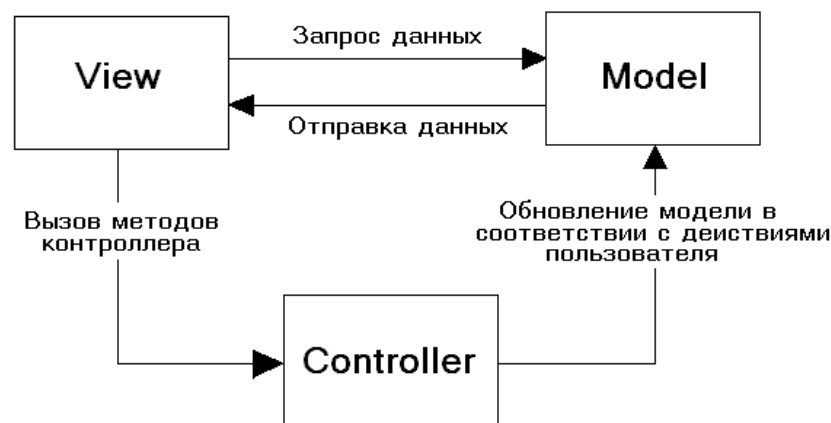 Запрос данных
View
Model
Отправка данных
Вызов методов
контроллера
Обновление модели в
соответствии с деиствиями
пользователя
Controller